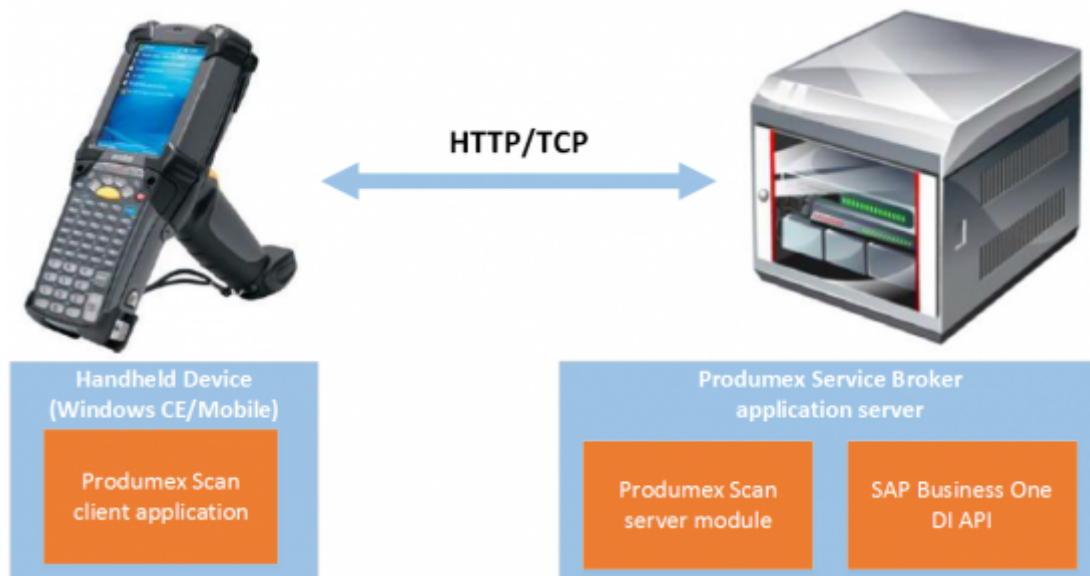 HTTP/TCP
Handheld Device
(Windows CE/Mobile)
Produmex Scan
client application
Produmex Service Broker
application server
Produmex Scan
server module
SAP Business One
DI API